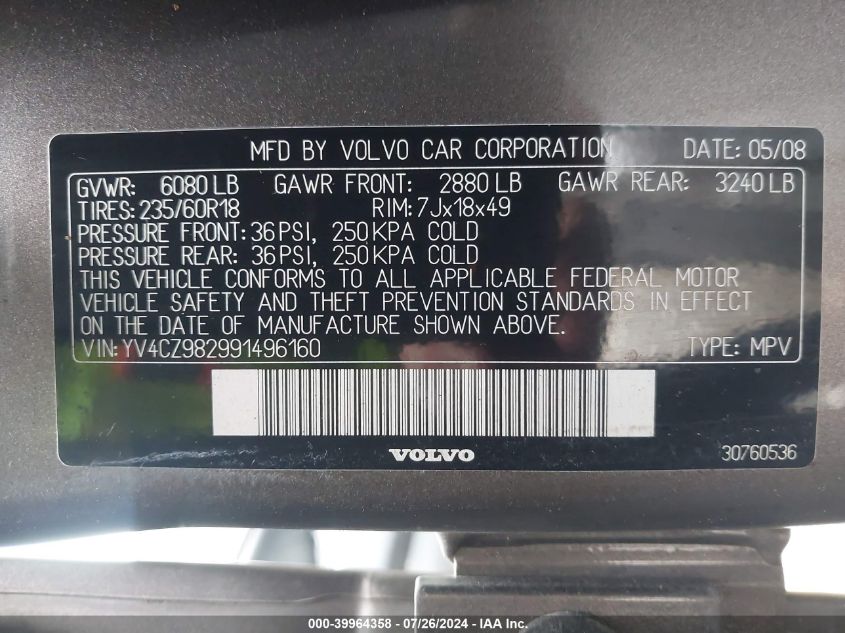 MFD BY VOLVO CAR CORPORATION DATE: 05/08
GVWR: 6080 LB GAWR FRONT: 2880 LB GAWR REAR: 3240 LB
TIRES: 235/60R18 RIM: 7Jx18x49
PRESSURE FRONT: 36 PSI, 250 KPA COLD
PRESSURE REAR: 36 PSI, 250 KPA COLD
THIS VEHICLE CONFORMS TO ALL APPLICABLE FEDERAL MOTOR
VEHICLE SAFETY AND THEFT PREVENTION STANDARDS IN EFFECT
ON THE DATE OF MANUFACTURE SHOWN ABOVE.
VIN: YV4CZ982991496160 TYPE: MPV
VOLVO 30760536
000-39964358 - 07/26/2024 - IAA Inc.